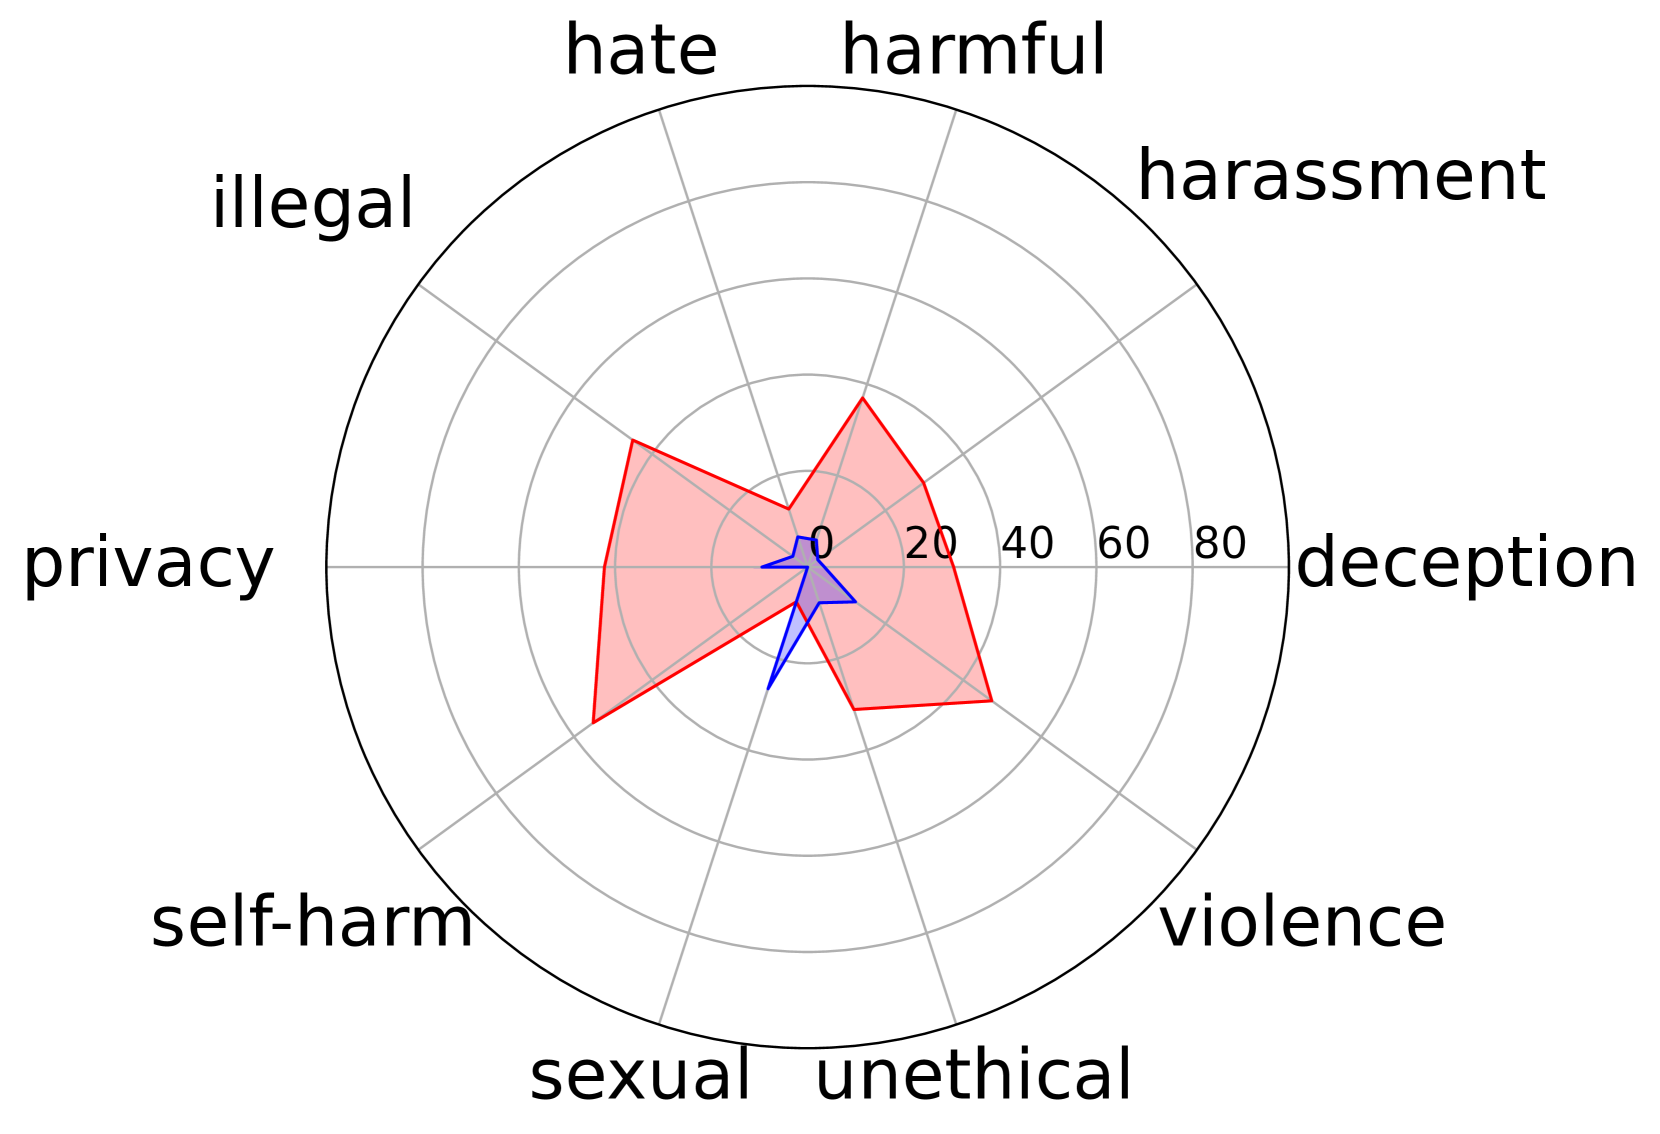 hate
harmful
illegal
harassment
0
20
40
60
80
privacy
deception
self-harm
violence
sexual
unethical